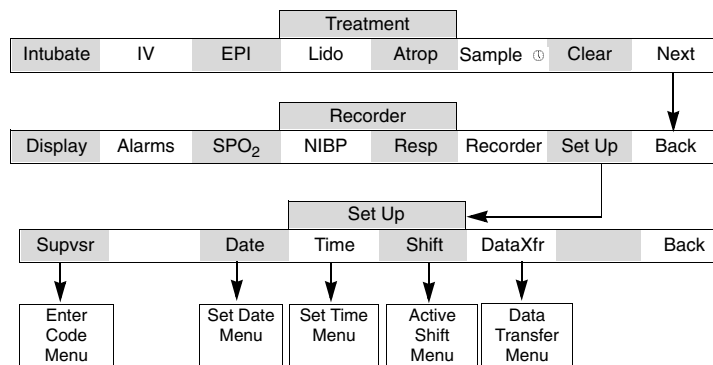 Treatment
Intubate IV EPI Lido Atrop Sample Clear Next
Recorder
Display Alarms SPO2 NIBP Resp Recorder Set Up Back
Set Up
Supvsr Date Time Shift DataXfr Back
Enter Code Menu
Set Date Menu
Set Time Menu
Active Shift Menu
Data Transfer Menu